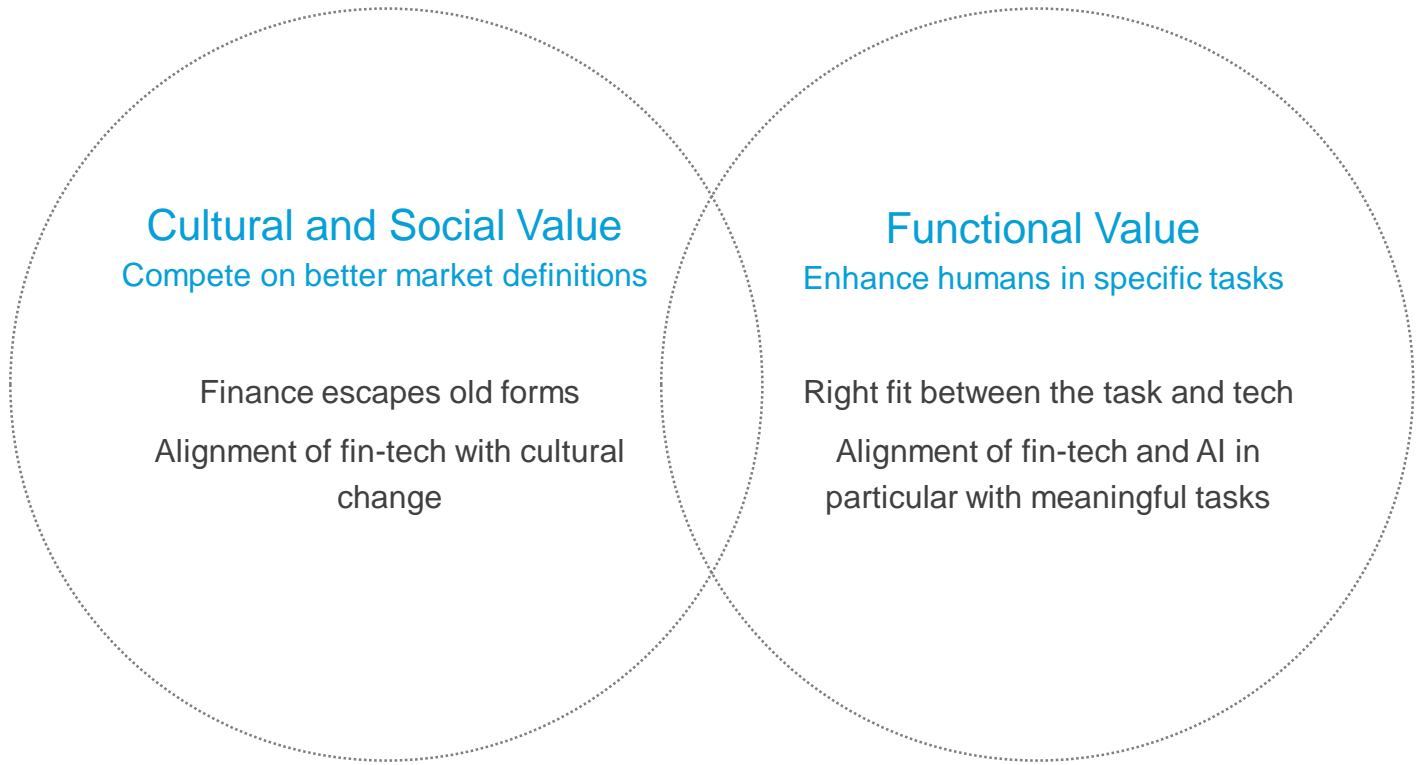 Cultural and Social Value
Compete on better market definitions
Finance escapes old forms
Alignment of fin-tech with cultural
change
Functional Value
Enhance humans in specific tasks
Right fit between the task and tech
Alignment of fin-tech and AI in
particular with meaningful tasks